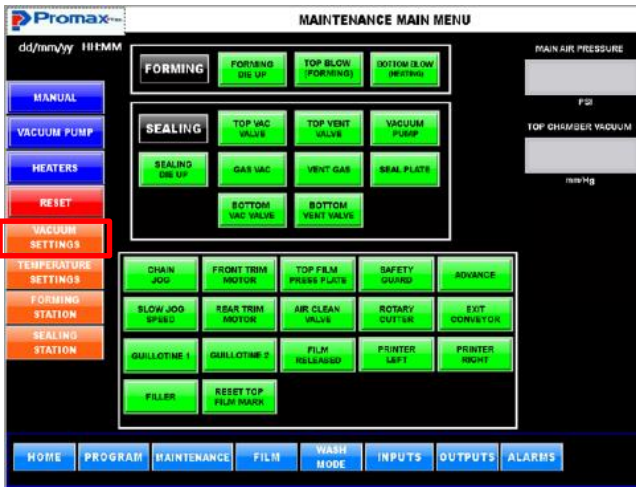 Promax
MAINTENANCE MAIN MENU
dd/mm/yy HH:MM
MANUAL
VACUUM PUMP
HEATERS
RESET
VACUUM
SETTINGS
TEMPERATURE
SETTINGS
FORMING
STATION
SEALING
STATION
FORMING
FORMING
DIE UP
TOP BLOW
(FORMING)
BOTTOM BLOW
(HEATING)
SEALING
TOP VAC
VALVE
TOP VENT
VALVE
VACUUM
PUMP
SEALING
DIE UP
GAS VAC
VENT GAS
SEAL PLATE
BOTTOM
VAC VALVE
BOTTOM
VENT VALVE
MAIN AIR PRESSURE
PSI
TOP CHAMBER VACUUM
mm/Hg
CHAIN
JOG
FRONT TRIM
MOTOR
TOP FILM
PRESS PLATE
SAFETY
GUARD
ADVANCE
SLOW JOG
SPEED
REAR TRIM
MOTOR
AIR CLEAN
VALVE
ROTARY
CUTTER
EXIT
CONVEYOR
GUILLOTINE 1
GUILLOTINE 2
FILM
RELEASED
PRINTER
LEFT
PRINTER
RIGHT
FILLER
RESET TOP
FILM MARK
HOME
PROGRAM
MAINTENANCE
FILM
WASH
MODE
INPUTS
OUTPUTS
ALARMS